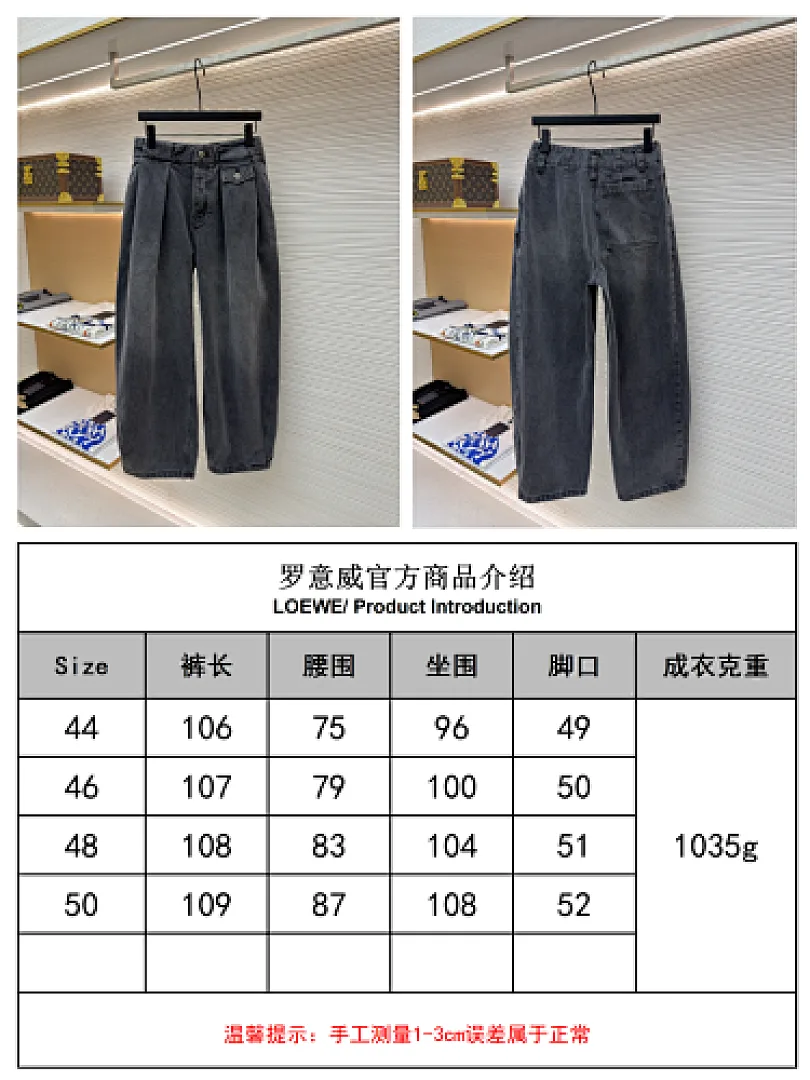 罗意威官方商品介绍
LOEWE/ Product Introduction
Size 裤长 腰围 坐围 脚口 成衣克重
44 106 75 96 49
46 107 79 100 50
48 108 83 104 51
50 109 87 108 52
1035g
温馨提示：手工测量1-3cm误差属于正常